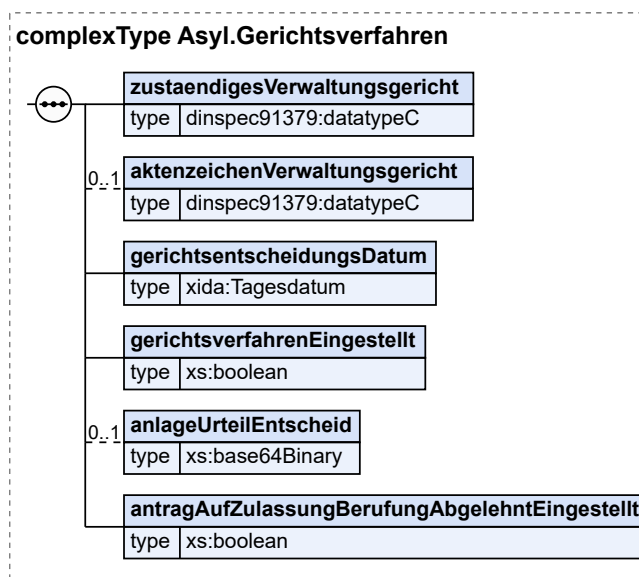 complexType Asyl.Gerichtsverfahren
zustaendigesVerwaltungsgericht
type dinspec91379:datatypeC
0..1
aktenzeichenVerwaltungsgericht
type dinspec91379:datatypeC
gerichtsentscheidungsDatum
type xida:Tagesdatum
gerichtsverfahrenEingestellt
type xs:boolean
0..1
anlageUrteilEntscheid
type xs:base64Binary
antragAufZulassungBerufungAbgelehntEingestellt
type xs:boolean